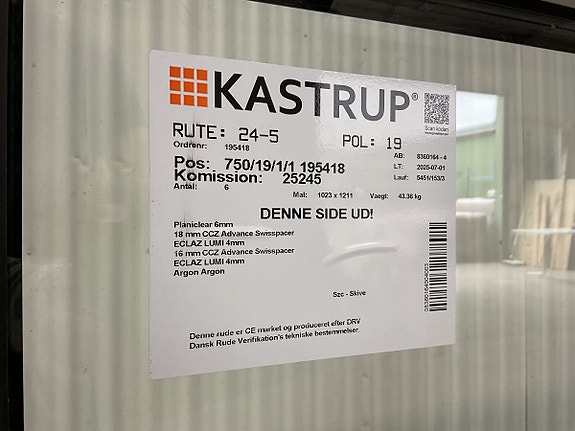 KASTRUP®
Scan koden
RUTE: 24-5 POL: 19
Ordrenr: 195418 AB: 8360164 - 4
Pos: 750/19/1/1 195418 LT: 2025-07-01
Komission: 25245 Lauf: 5451/153/3
Antal: 6 Mal: 1023 x 1211 Vaegt: 43.36 kg
DENNE SIDE UD!
Planiclear 6mm
18 mm CCZ Advance Swisspacer
ECLAZ LUMI 4mm
16 mm CCZ Advance Swisspacer
ECLAZ LUMI 4mm
Argon Argon
Szc - Skive
Denne rude er CE market og produceret efter DRV
Dansk Rude Verifikation's tekniske bestemmelser